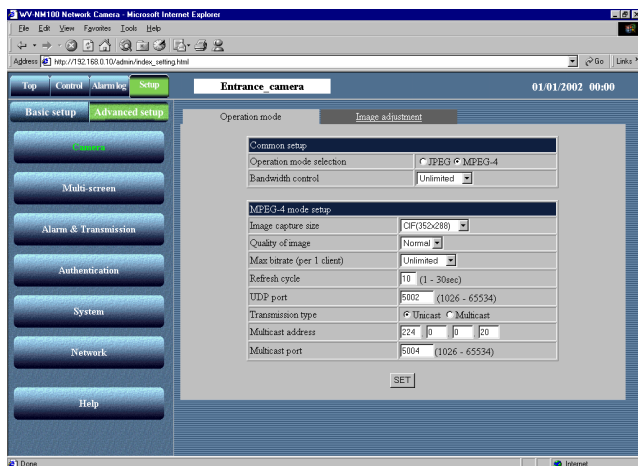 WV-NM100 Network Camera - Microsoft Internet Explorer
File Edit View Favorites Tools Help
Address http://192.168.0.10/admin/index_setting.html Go Links
Top Control Alarm log Setup Entrance_camera 01/01/2002 00:00
Basic setup Advanced setup
Operation mode Image adjustment
Camera
Multi-screen
Alarm & Transmission
Authentication
System
Network
Help
Common setup
Operation mode selection JPEG MPEG-4
Bandwidth control Unlimited
MPEG-4 mode setup
Image capture size CIF(352x288)
Quality of image Normal
Max bitrate (per 1 client) Unlimited
Refresh cycle 10 (1 - 30sec)
UDP port 5002 (1026 - 65534)
Transmission type Unicast Multicast
Multicast address 224 0 0 20
Multicast port 5004 (1026 - 65534)
SET
Done Internet